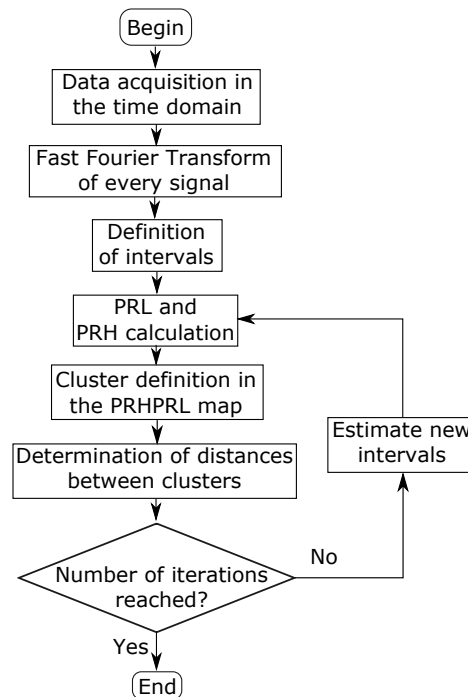 Begin
Data acquisition in
the time domain
Fast Fourier Transform
of every signal
Definition
of intervals
PRL and
PRH calculation
Cluster definition in
the PRHPRL map
Estimate new
intervals
Determination of distances
between clusters
Number of iterations
reached?
No
Yes
End